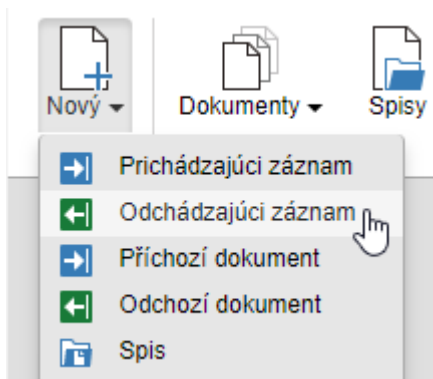 Nový
Dokumenty
Spisy
Prichádzajúci záznam
Odchádzajúci záznam
Příchozí dokument
Odchozí dokument
Spis